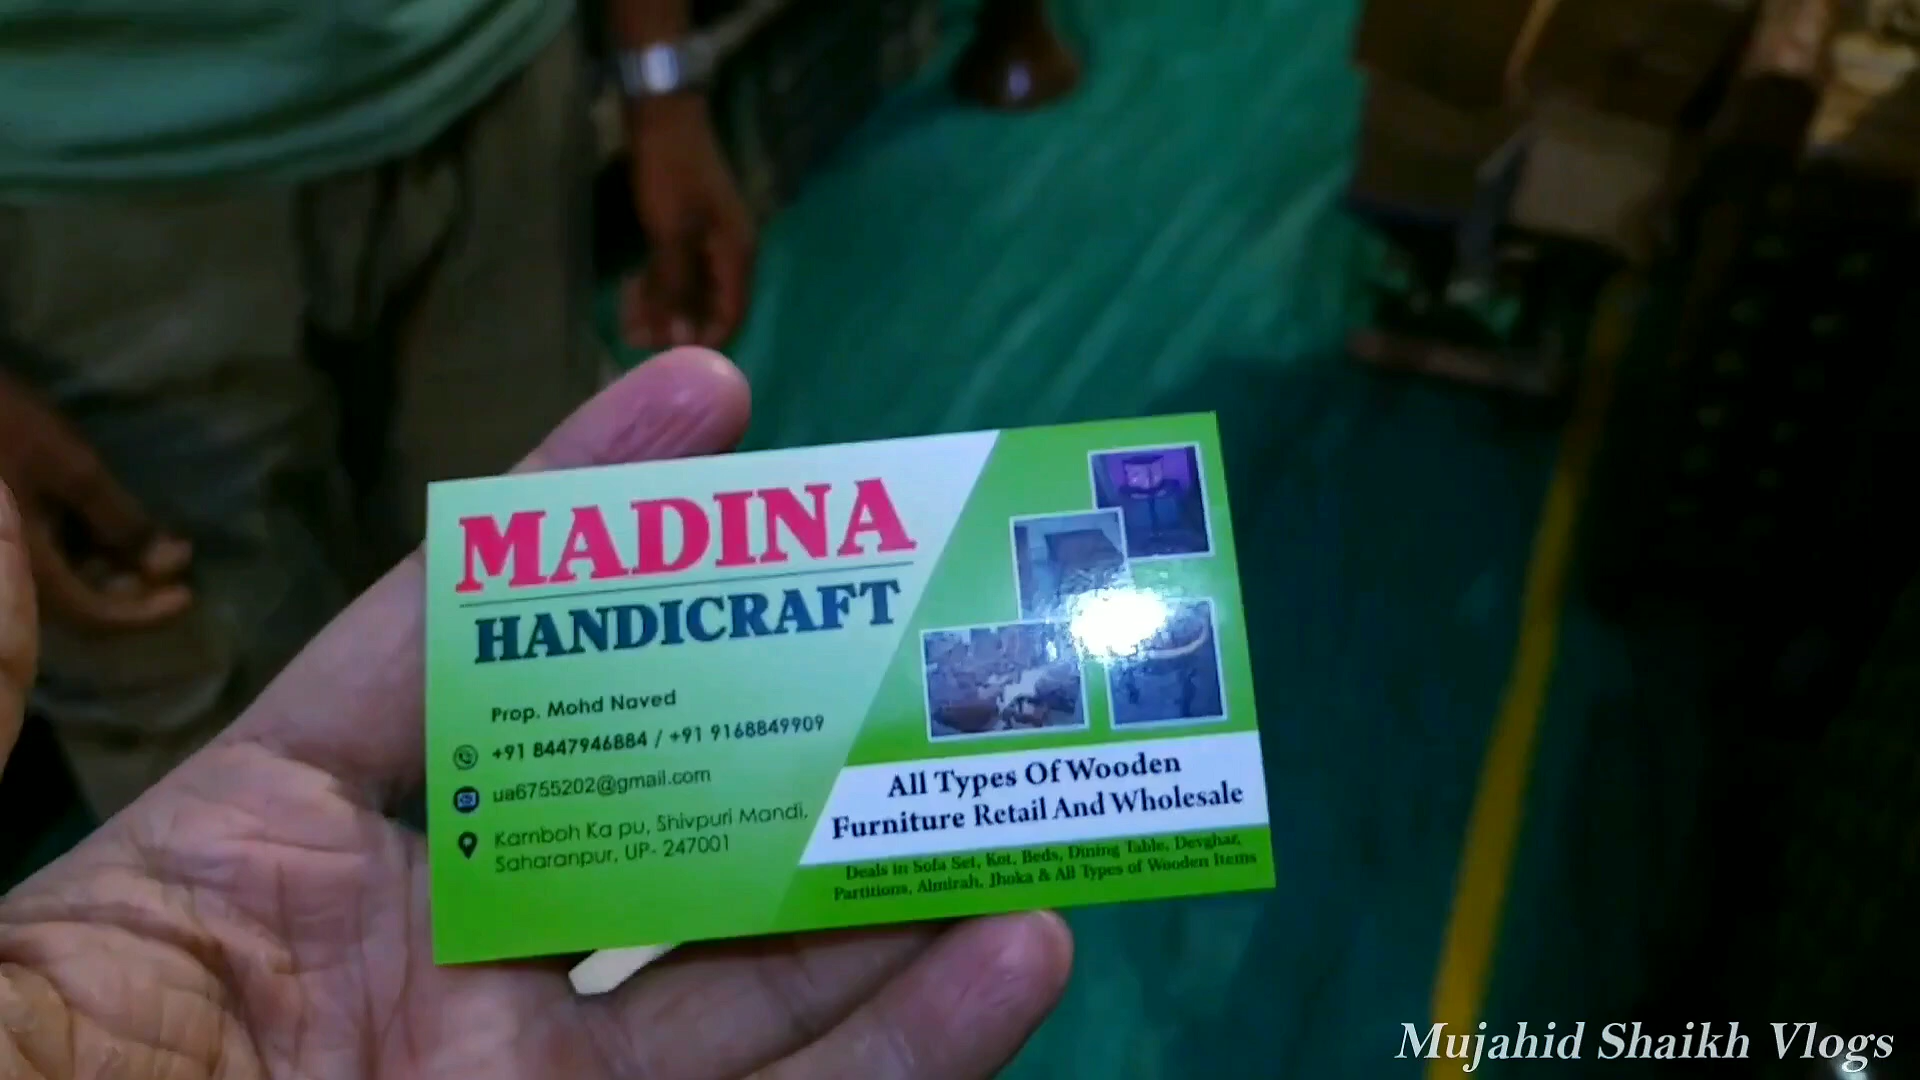 MADINA
HANDICRAFT
Prop. Mohd Naved
+91 8447946884 / +91 9168849909
ua6755202@gmail.com
Kamboh Ka pu, Shivpuri Mandi,
Saharanpur, UP- 247001
All Types Of Wooden
Furniture Retail And Wholesale
Deals in Sofa Set, Kot, Beds, Dining Table, Devghar,
Partitions, Almirah, Jhoka & All Types of Wooden Items
Mujahid Shaikh Vlogs